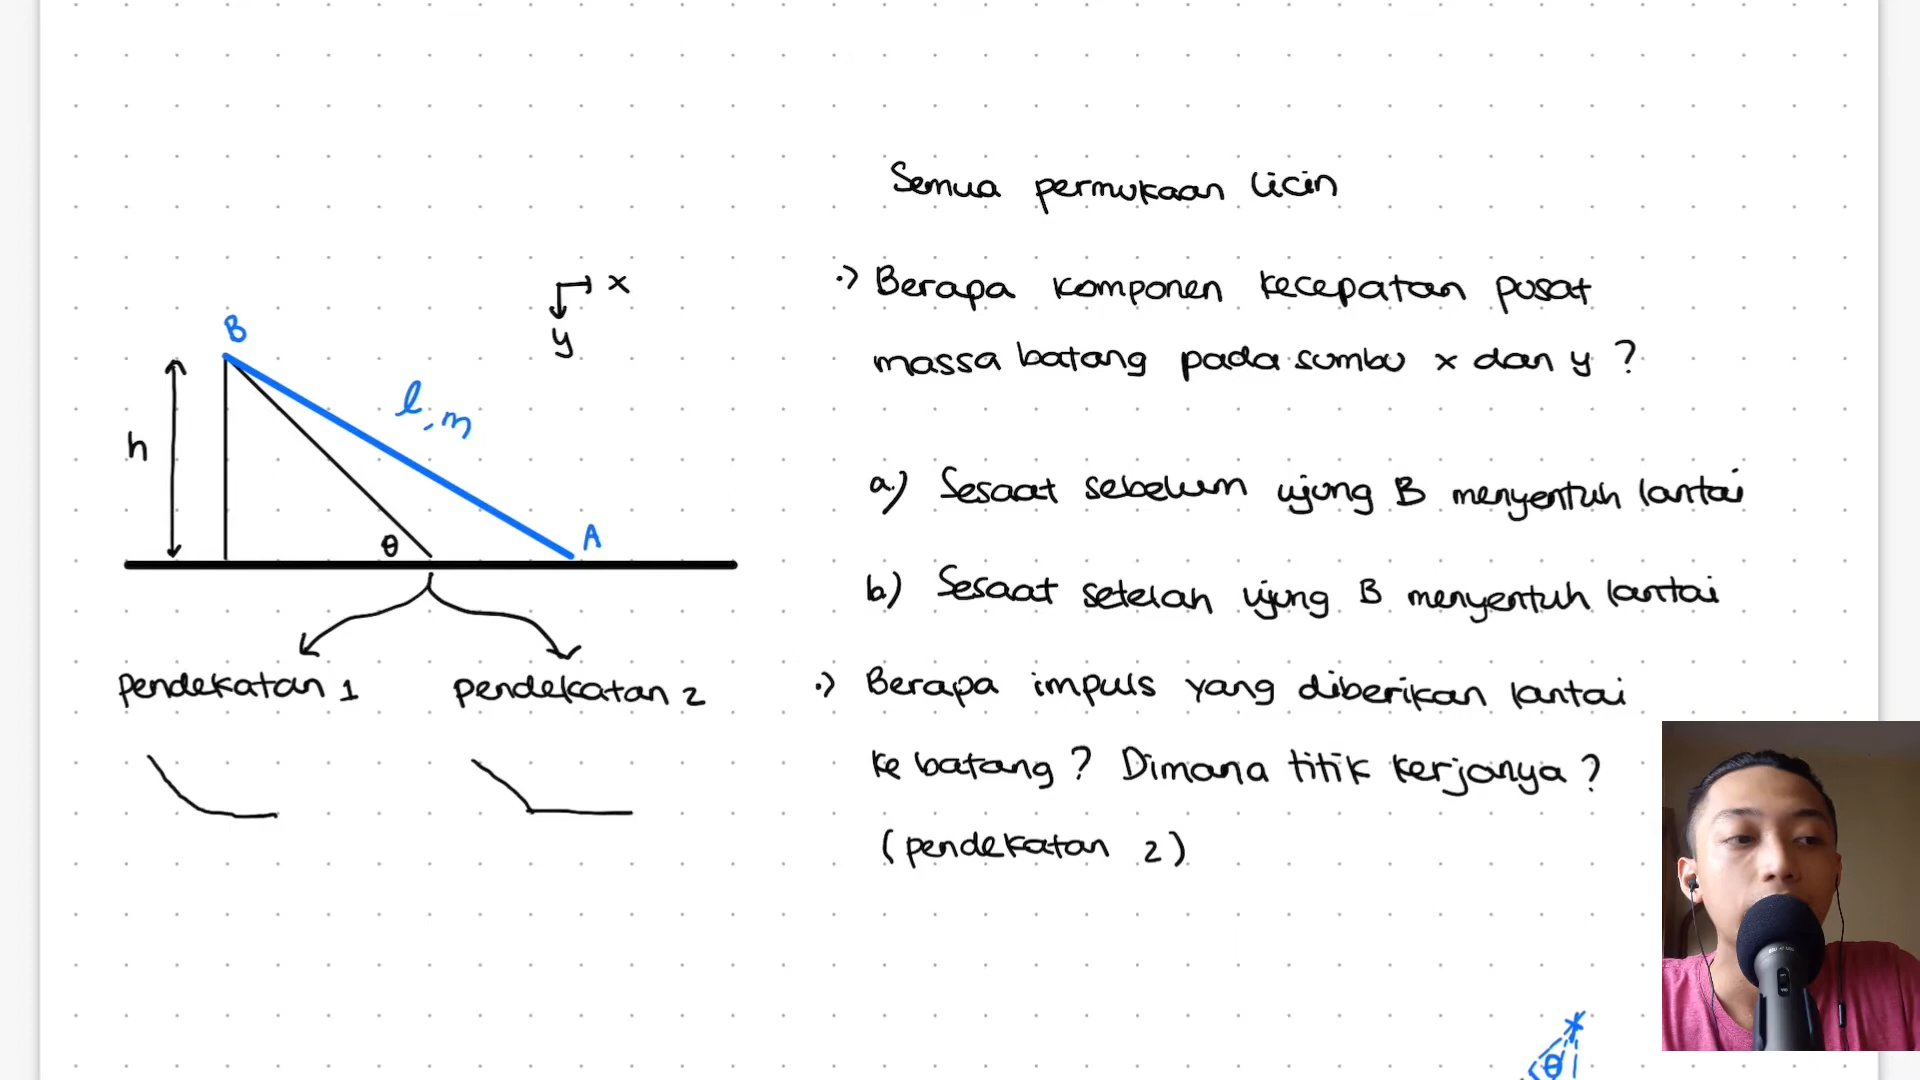 Semua permukaan licin
x
y
•) Berapa komponen kecepatan pusat
massa batang pada sumbu x dan y ?
B
l, m
h
θ
A
a.) Sesaat sebelum ujung B menyentuh lantai
b.) Sesaat setelah ujung B menyentuh lantai
pendekatan 1
pendekatan 2
•) Berapa impuls yang diberikan lantai
ke batang ? Dimana titik kerjanya ?
(pendekatan 2)
θ